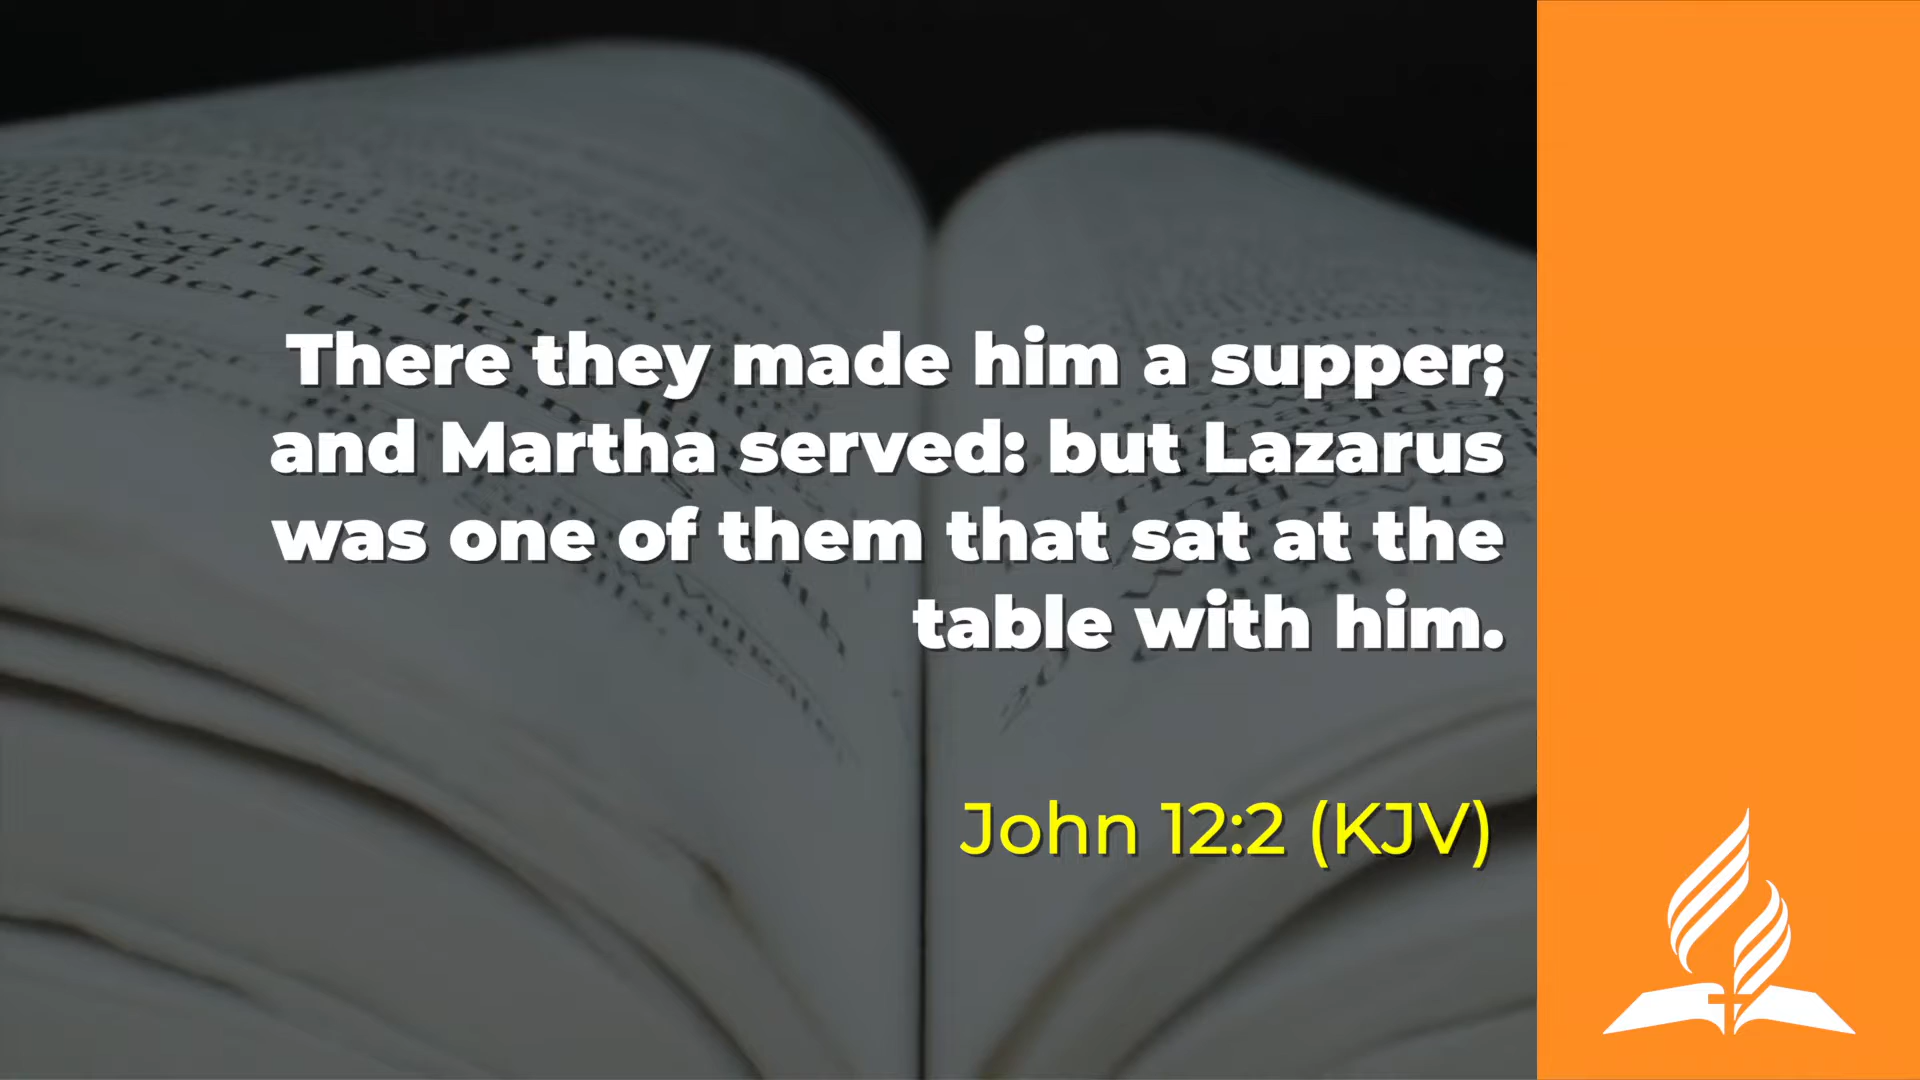 There they made him a supper;
and Martha served: but Lazarus
was one of them that sat at the
table with him.
John 12:2 (KJV)